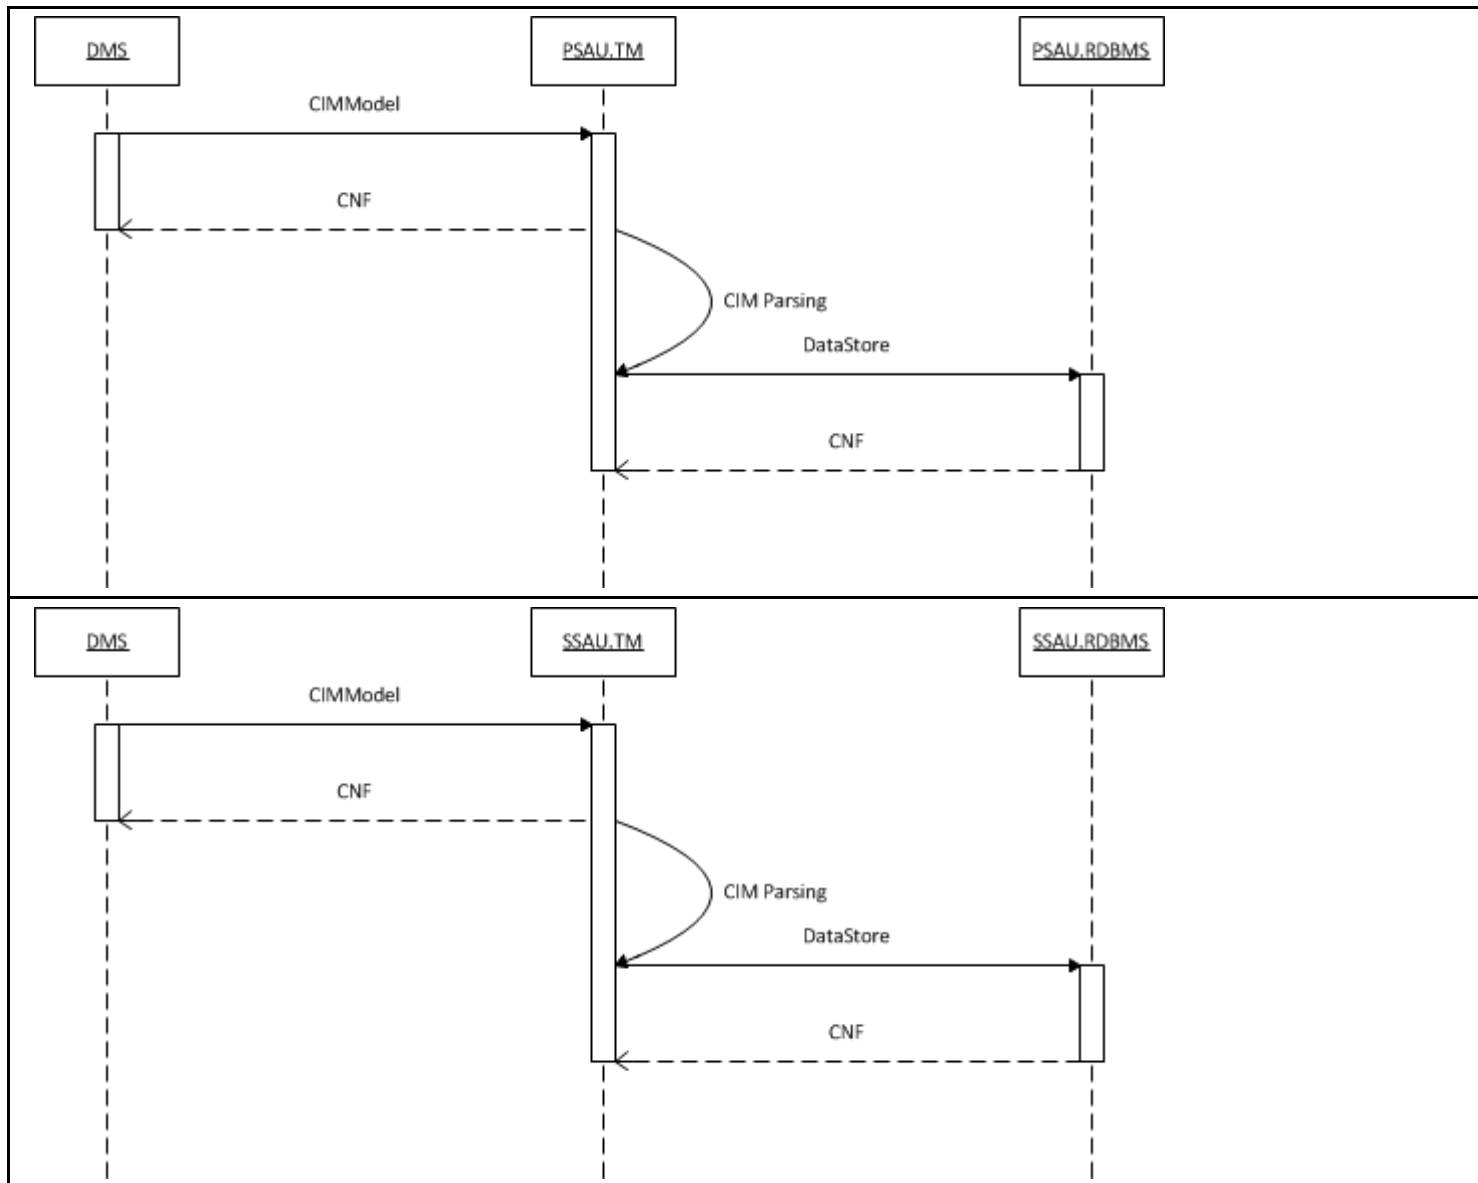 DMS
PSAU.TM
PSAU.RDBMS
CIMModel
CNF
CIM Parsing
DataStore
CNF
DMS
SSAU.TM
SSAU.RDBMS
CIMModel
CNF
CIM Parsing
DataStore
CNF